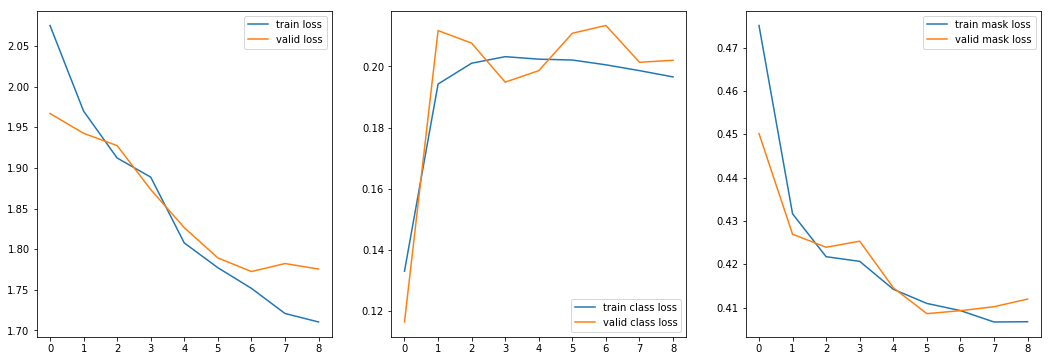 train loss
valid loss
2.05
2.00
1.95
1.90
1.85
1.80
1.75
1.70
0 1 2 3 4 5 6 7 8
0.20
0.18
0.16
0.14
0.12
train class loss
valid class loss
0 1 2 3 4 5 6 7 8
train mask loss
valid mask loss
0.47
0.46
0.45
0.44
0.43
0.42
0.41
0 1 2 3 4 5 6 7 8